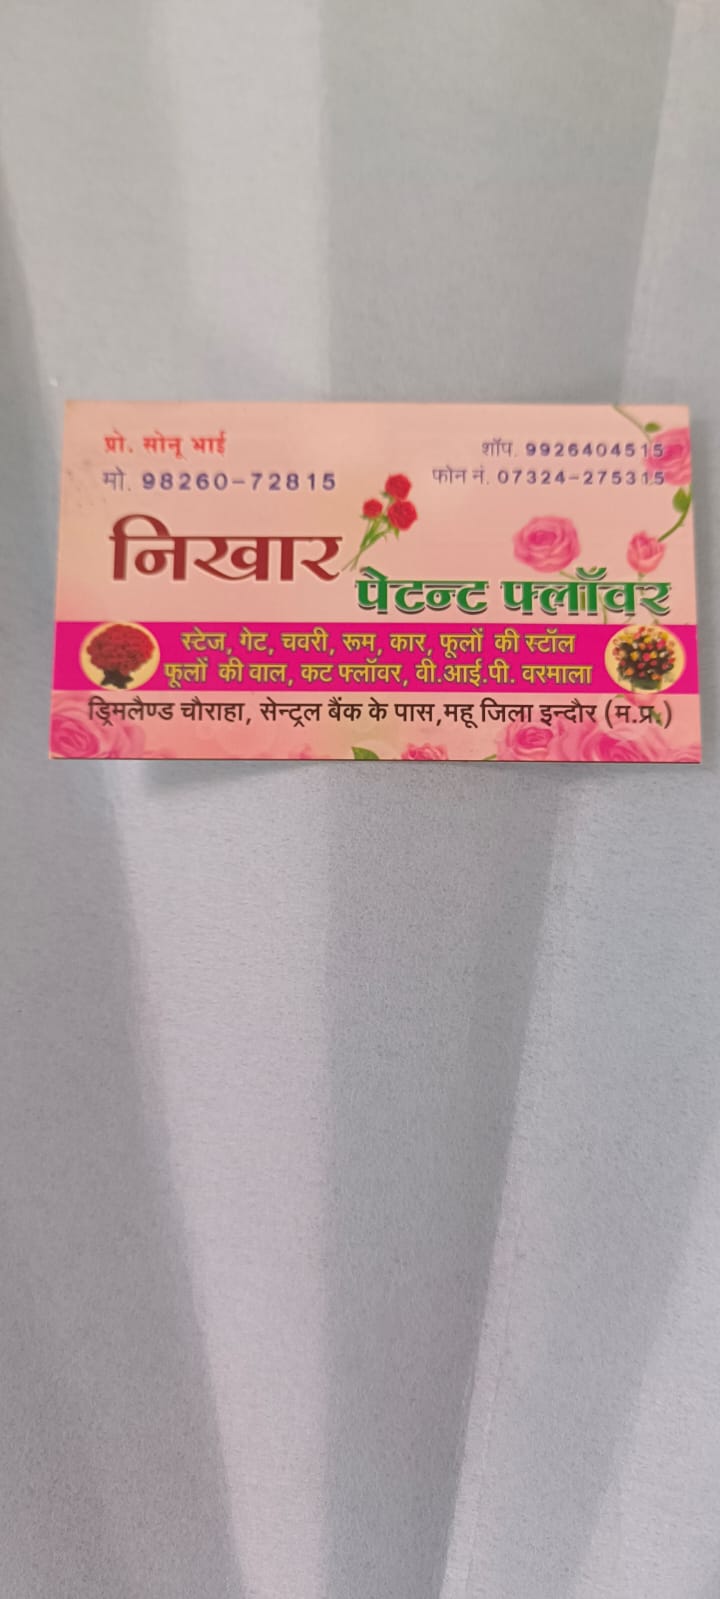 प्रो. सोनू भाई
मो. 98260-72815
शॉप. 9926404515
फोन नं. 07324-275315
निखार
पेटन्ट फ्लॉवर
स्टेज, गेट, चवरी, रूम, कार, फूलों की स्टॉल
फूलों की वाल, कट फ्लॉवर, वी.आई.पी. वरमाला
ड्रिमलैण्ड चौराहा, सेन्ट्रल बैंक के पास,महू जिला इन्दौर (म.प्र.)